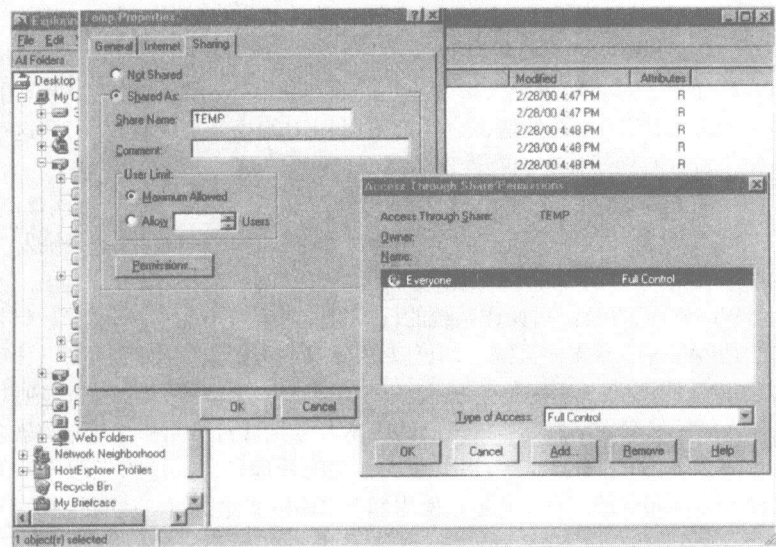 Temp Properties
File Edit
All Folders
Desktop
Web Folders
Network Neighborhood
HostExplorer Profiles
Recycle Bin
My Briefcase
1 object(s) selected
General Internet Sharing
Not Shared
Shared As:
Share Name: TEMP
Comment:
User Limit:
Maximum Allowed
Allow Users
Permissions...
OK Cancel
Modified Attributes
2/28/00 4:47 PM R
2/28/00 4:47 PM R
2/28/00 4:48 PM R
2/28/00 4:48 PM R
2/28/00 4:48 PM R
Access Through Share Permissions
Access Through Share: TEMP
Owner:
Name:
Everyone Full Control
Type of Access: Full Control
OK Cancel Add... Remove Help